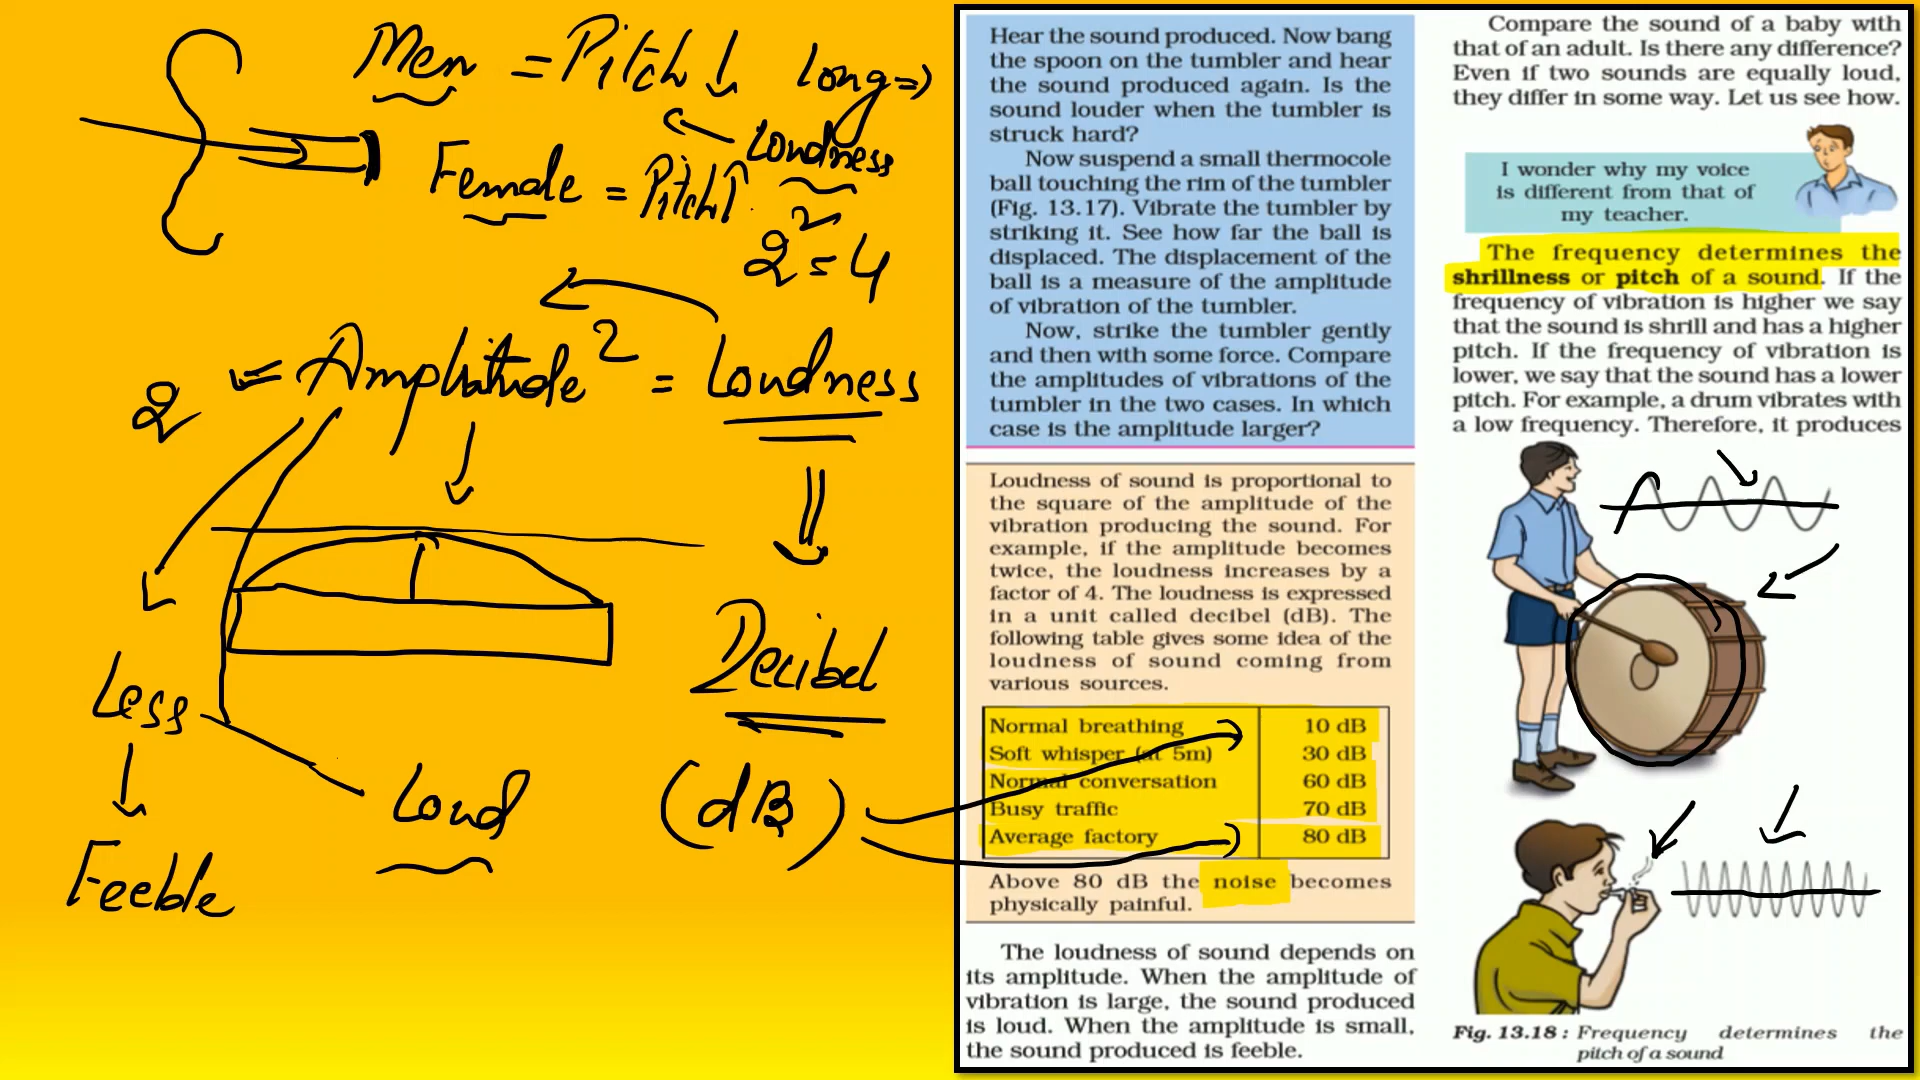 Men = Pitch ↓ Long =>
Loudness
Female = Pitch ↑
2
2 = 4
2 = Amplitude 2 = Loudness
Less
Feeble
Loud
Decibel
(dB)
Hear the sound produced. Now bang
the spoon on the tumbler and hear
the sound produced again. Is the
sound louder when the tumbler is
struck hard?
Now suspend a small thermocole
ball touching the rim of the tumbler
(Fig. 13.17). Vibrate the tumbler by
striking it. See how far the ball is
displaced. The displacement of the
ball is a measure of the amplitude
of vibration of the tumbler.
Now, strike the tumbler gently
and then with some force. Compare
the amplitudes of vibrations of the
tumbler in the two cases. In which
case is the amplitude larger?
Loudness of sound is proportional to
the square of the amplitude of the
vibration producing the sound. For
example, if the amplitude becomes
twice, the loudness increases by a
factor of 4. The loudness is expressed
in a unit called decibel (dB). The
following table gives some idea of the
loudness of sound coming from
various sources.
Normal breathing 10 dB
Soft whisper (at 5m) 30 dB
Normal conversation 60 dB
Busy traffic 70 dB
Average factory 80 dB
Above 80 dB the noise becomes
physically painful.
The loudness of sound depends on
its amplitude. When the amplitude of
vibration is large, the sound produced
is loud. When the amplitude is small,
the sound produced is feeble.
Compare the sound of a baby with
that of an adult. Is there any difference?
Even if two sounds are equally loud,
they differ in some way. Let us see how.
I wonder why my voice
is different from that of
my teacher.
The frequency determines the
shrillness or pitch of a sound. If the
frequency of vibration is higher we say
that the sound is shrill and has a higher
pitch. If the frequency of vibration is
lower, we say that the sound has a lower
pitch. For example, a drum vibrates with
a low frequency. Therefore, it produces
Fig. 13.18 : Frequency determines the
pitch of a sound